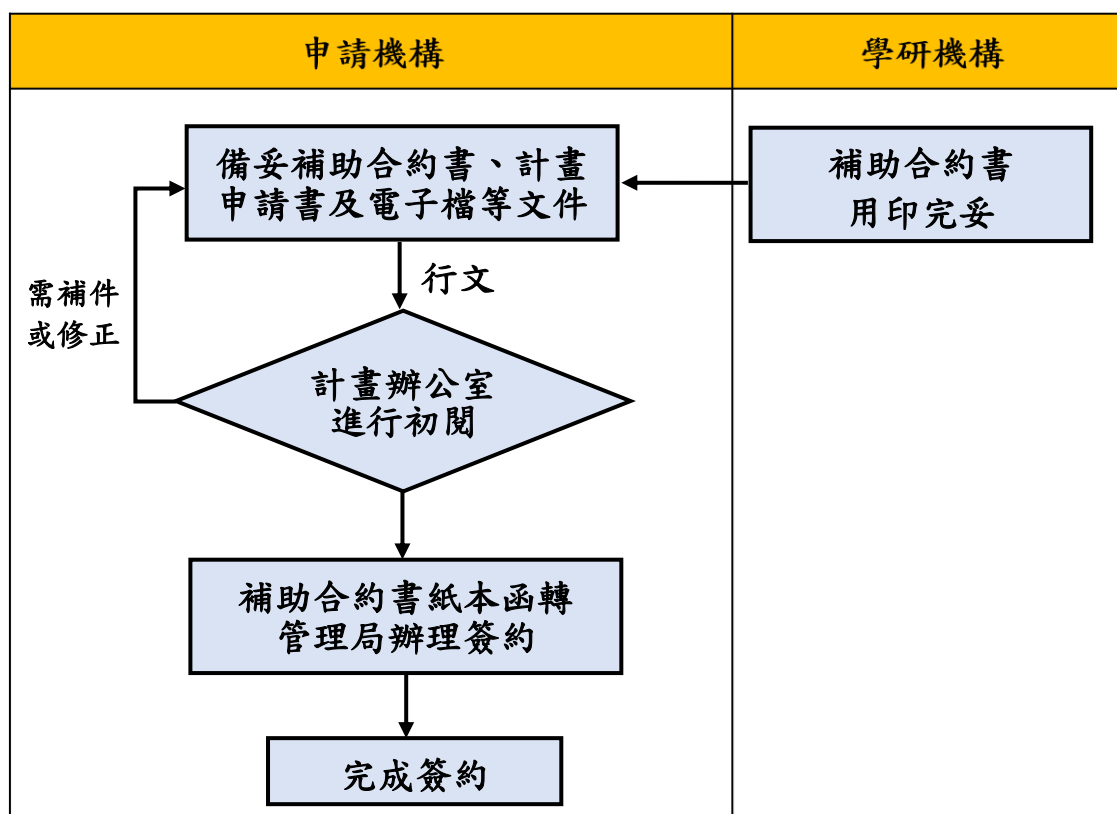 申請機構
學研機構
備妥補助合約書、計畫
申請書及電子檔等文件
補助合約書
用印完妥
行文
需補件
或修正
計畫辦公室
進行初閱
補助合約書紙本函轉
管理局辦理簽約
完成簽約